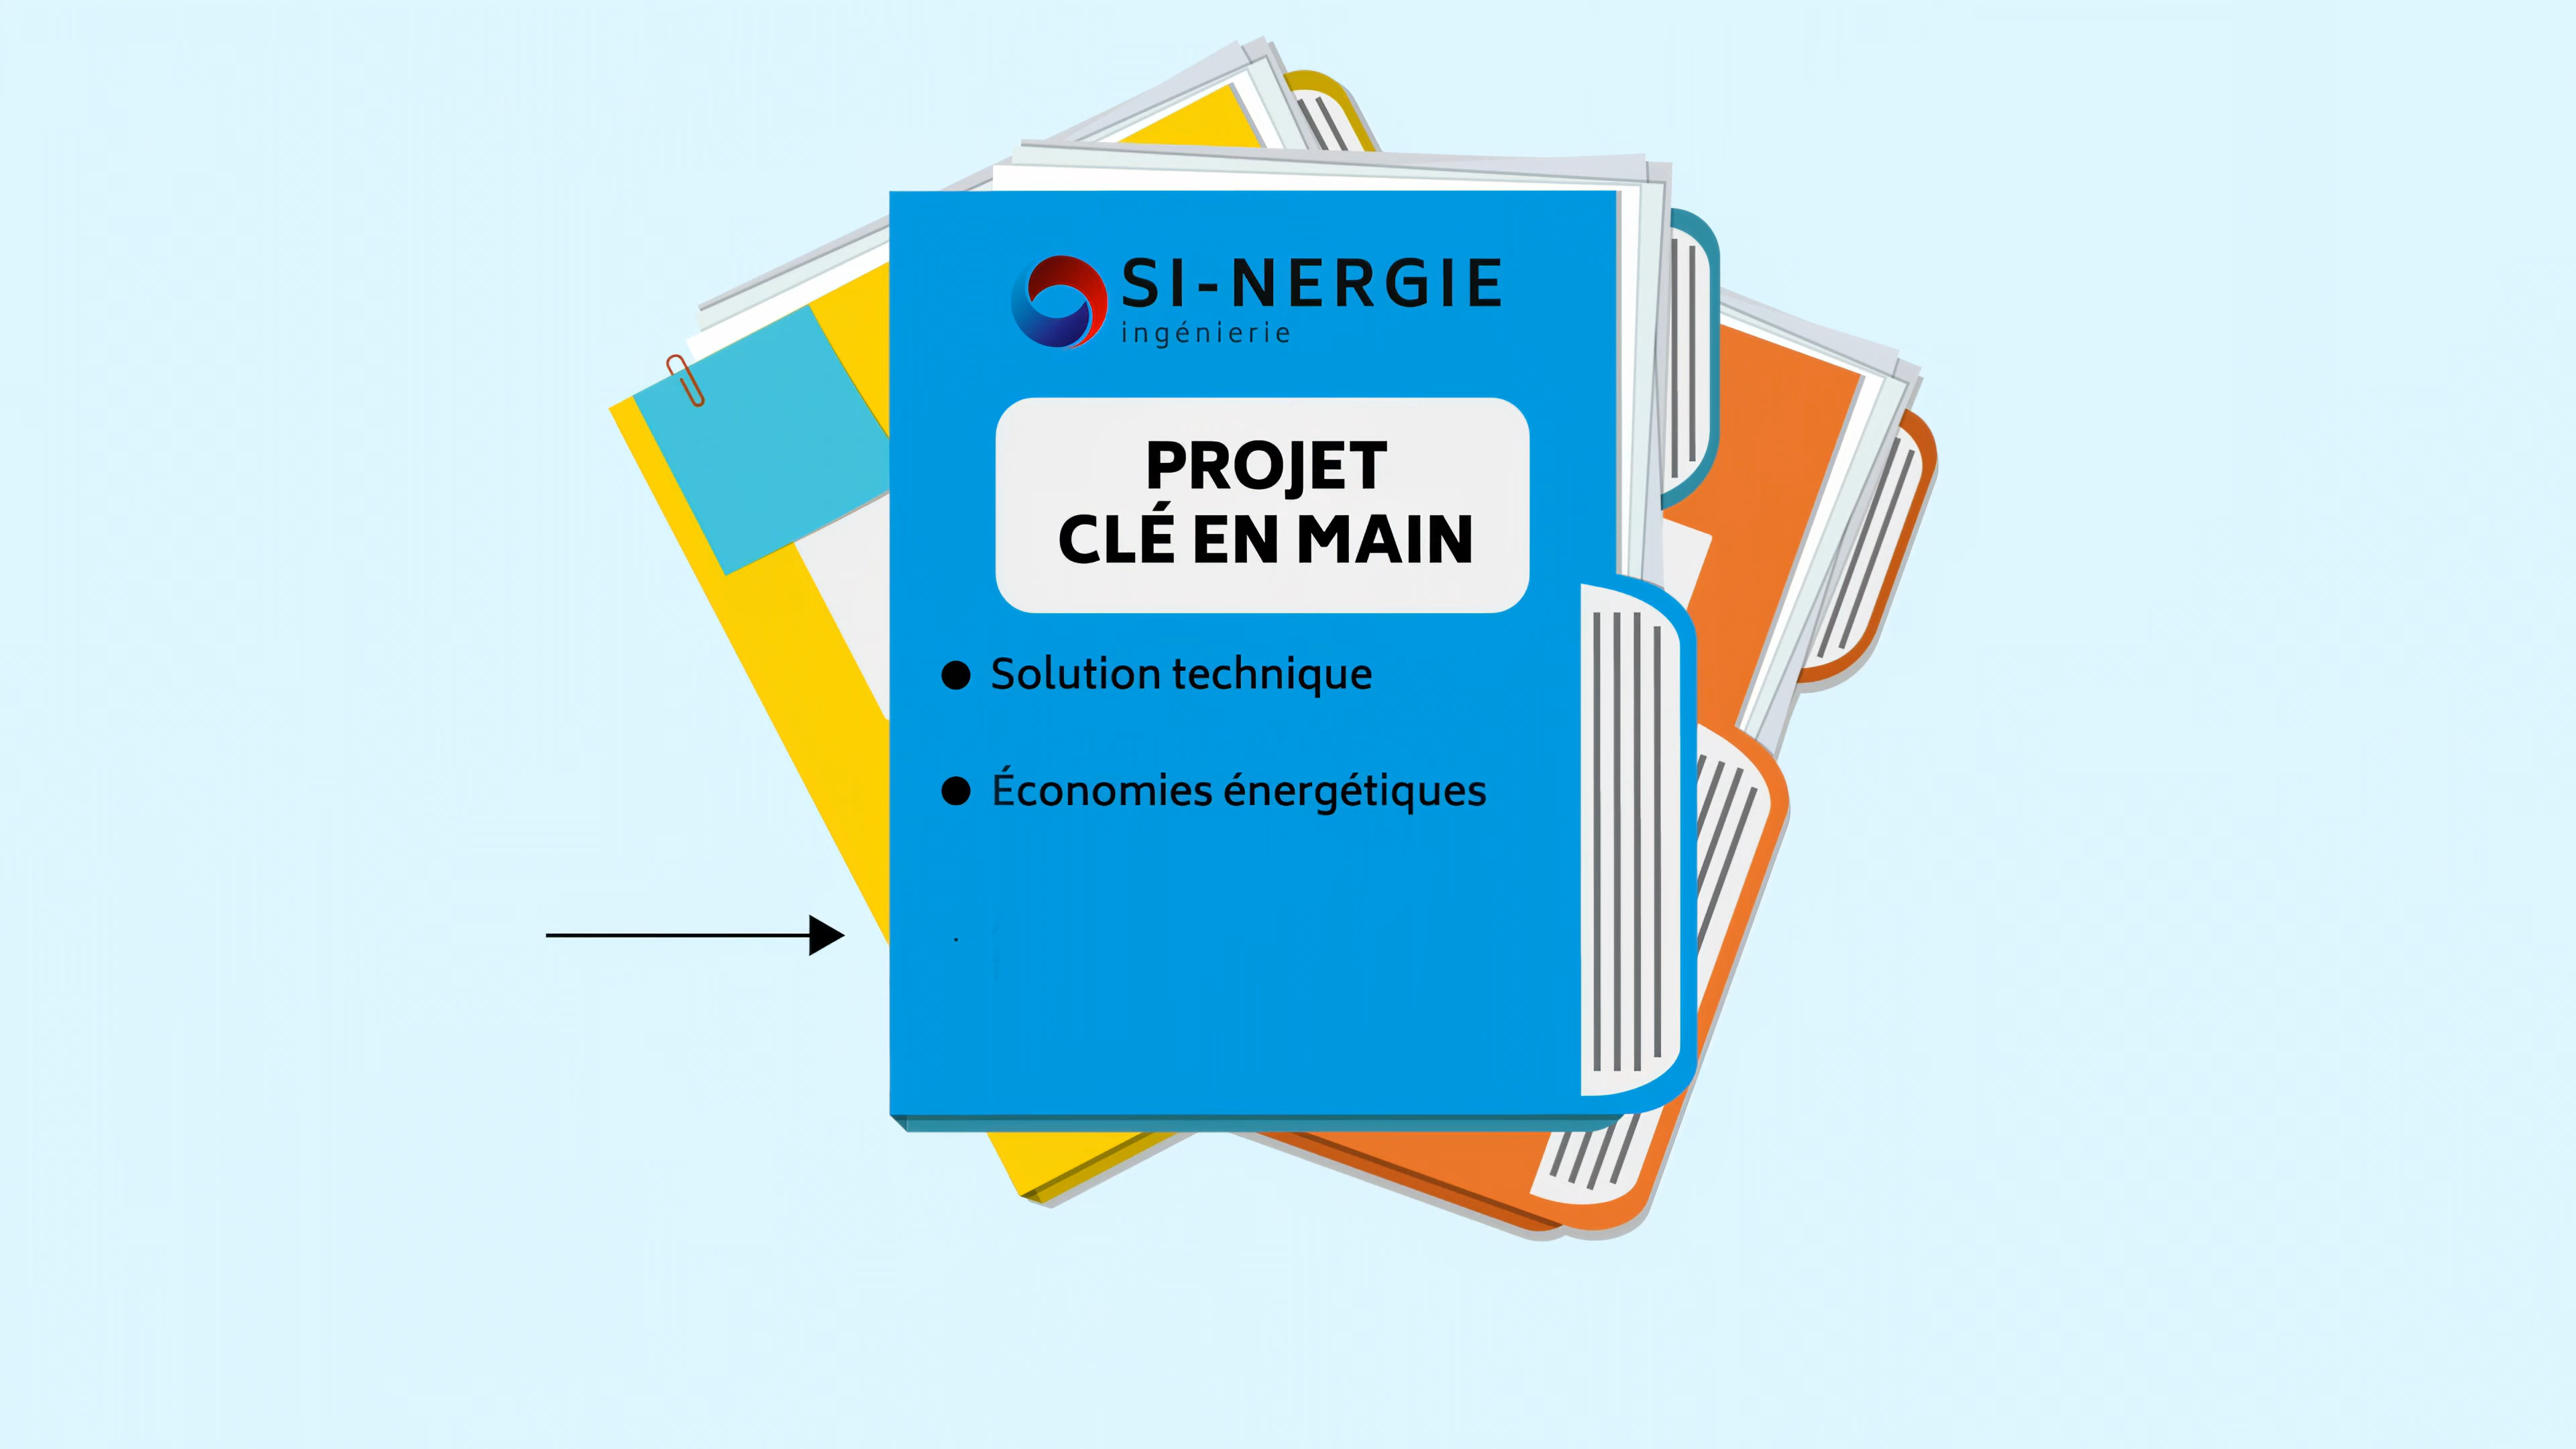 SI-NERGIE
ingénierie
PROJET
CLÉ EN MAIN
Solution technique
Économies énergétiques